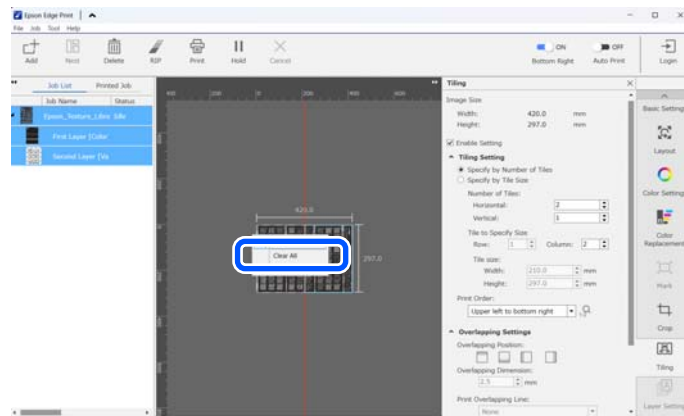 Epson Edge Print
File Job Tool Help
Add Nest Delete RIP Print Hold Cancel
ON OFF
Bottom Right Auto Print Login
Job List Printed Job
Job Name Status
Epson_Texture_Libra Idle
First Layer [Color
Second Layer [Va
420.0
297.0
Clear All
Tiling
Image Size
Width: 420.0 mm
Height: 297.0 mm
Enable Setting
Tiling Setting
Specify by Number of Tiles
Specify by Tile Size
Number of Tiles:
Horizontal: 2
Vertical: 1
Tile to Specify Size
Row: 1 Column: 2
Tile size:
Width: 210.0 mm
Height: 297.0 mm
Print Order:
Upper left to bottom right
Overlapping Settings
Overlapping Position:
Overlapping Dimension:
2.5 mm
Print Overlapping Line:
None
Basic Setting
Layout
Color Setting
Color
Replacement
Mark
Crop
Tiling
Layer Setting